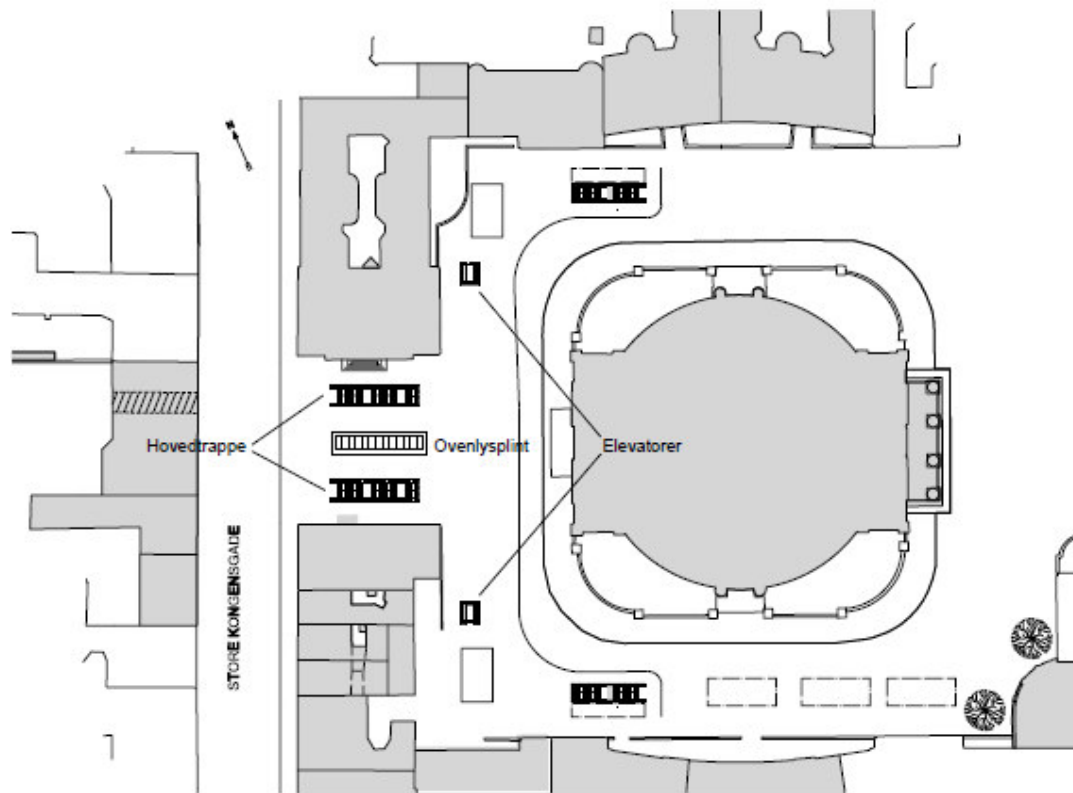 N
Hovedtrappe
Ovenlysplint
Elevatorer
STORE KONGENSGADE